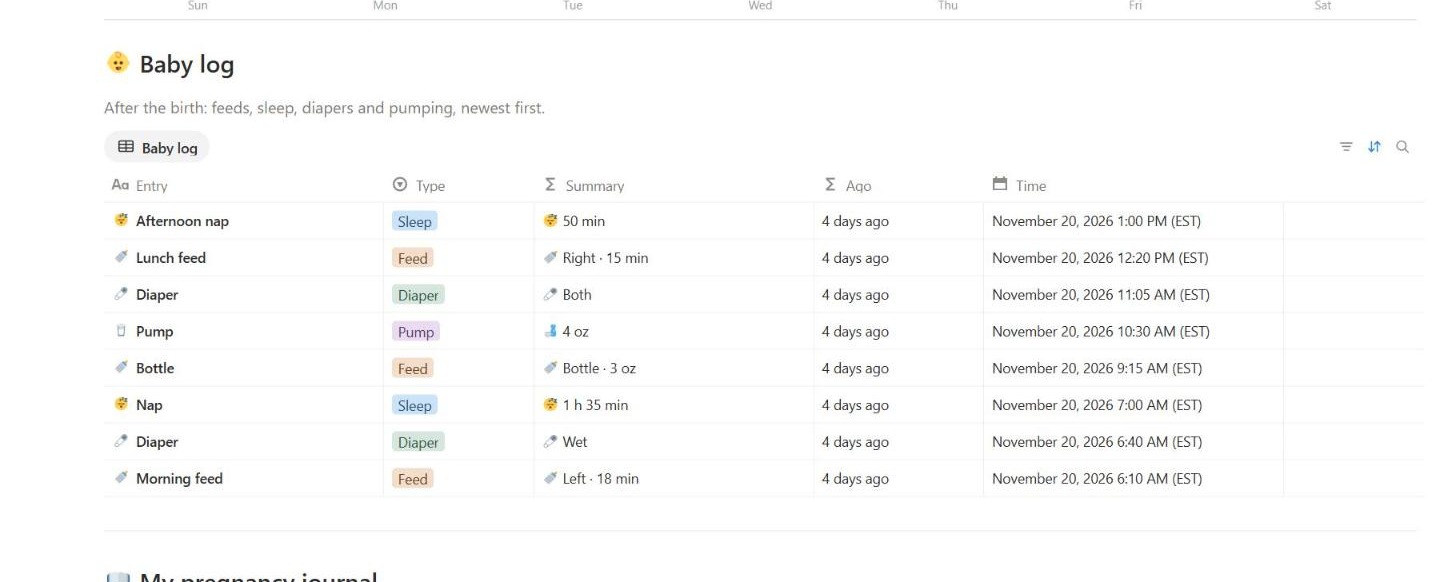 Sun Mon Tue Wed Thu Fri Sat
Baby log
After the birth: feeds, sleep, diapers and pumping, newest first.
Baby log
Aa Entry Type Σ Summary Σ Ago Time
Afternoon nap Sleep 50 min 4 days ago November 20, 2026 1:00 PM (EST)
Lunch feed Feed Right · 15 min 4 days ago November 20, 2026 12:20 PM (EST)
Diaper Diaper Both 4 days ago November 20, 2026 11:05 AM (EST)
Pump Pump 4 oz 4 days ago November 20, 2026 10:30 AM (EST)
Bottle Feed Bottle · 3 oz 4 days ago November 20, 2026 9:15 AM (EST)
Nap Sleep 1 h 35 min 4 days ago November 20, 2026 7:00 AM (EST)
Diaper Diaper Wet 4 days ago November 20, 2026 6:40 AM (EST)
Morning feed Feed Left · 18 min 4 days ago November 20, 2026 6:10 AM (EST)
My pregnancy journal